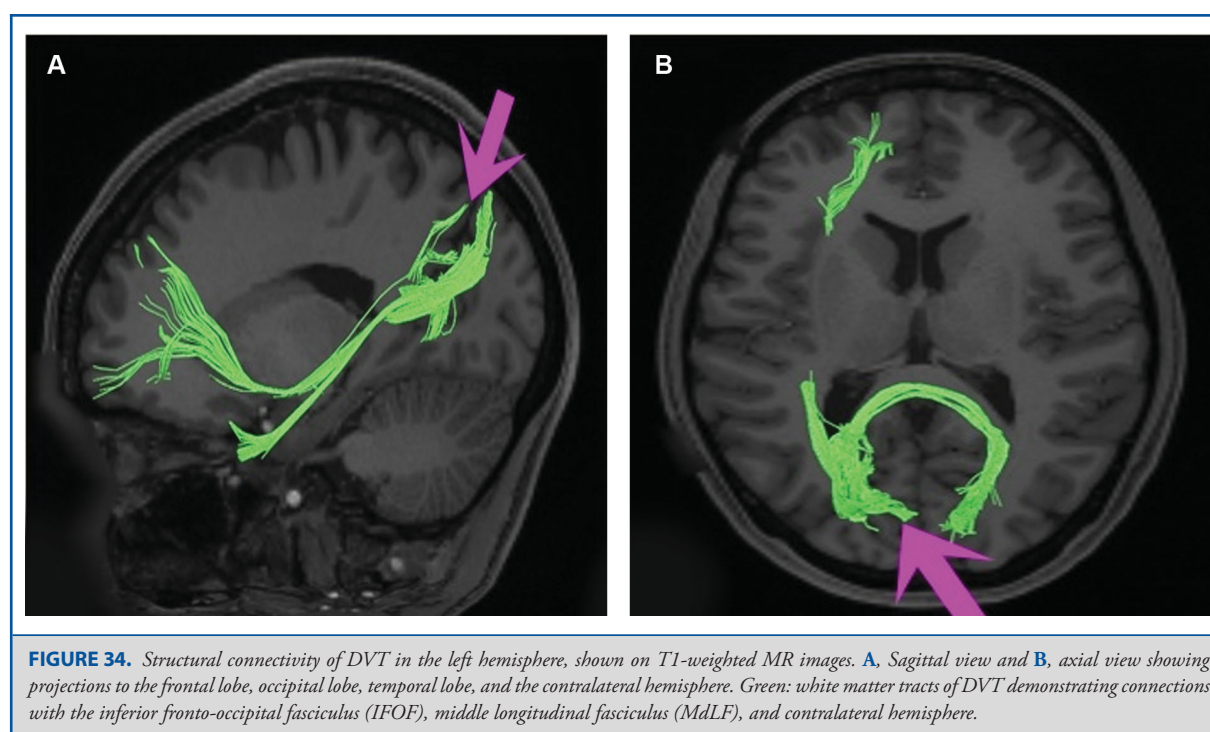 A
B
FIGURE 34. Structural connectivity of DVT in the left hemisphere, shown on T1-weighted MR images. A, Sagittal view and B, axial view showing
projections to the frontal lobe, occipital lobe, temporal lobe, and the contralateral hemisphere. Green: white matter tracts of DVT demonstrating connections
with the inferior fronto-occipital fasciculus (IFOF), middle longitudinal fasciculus (MdLF), and contralateral hemisphere.